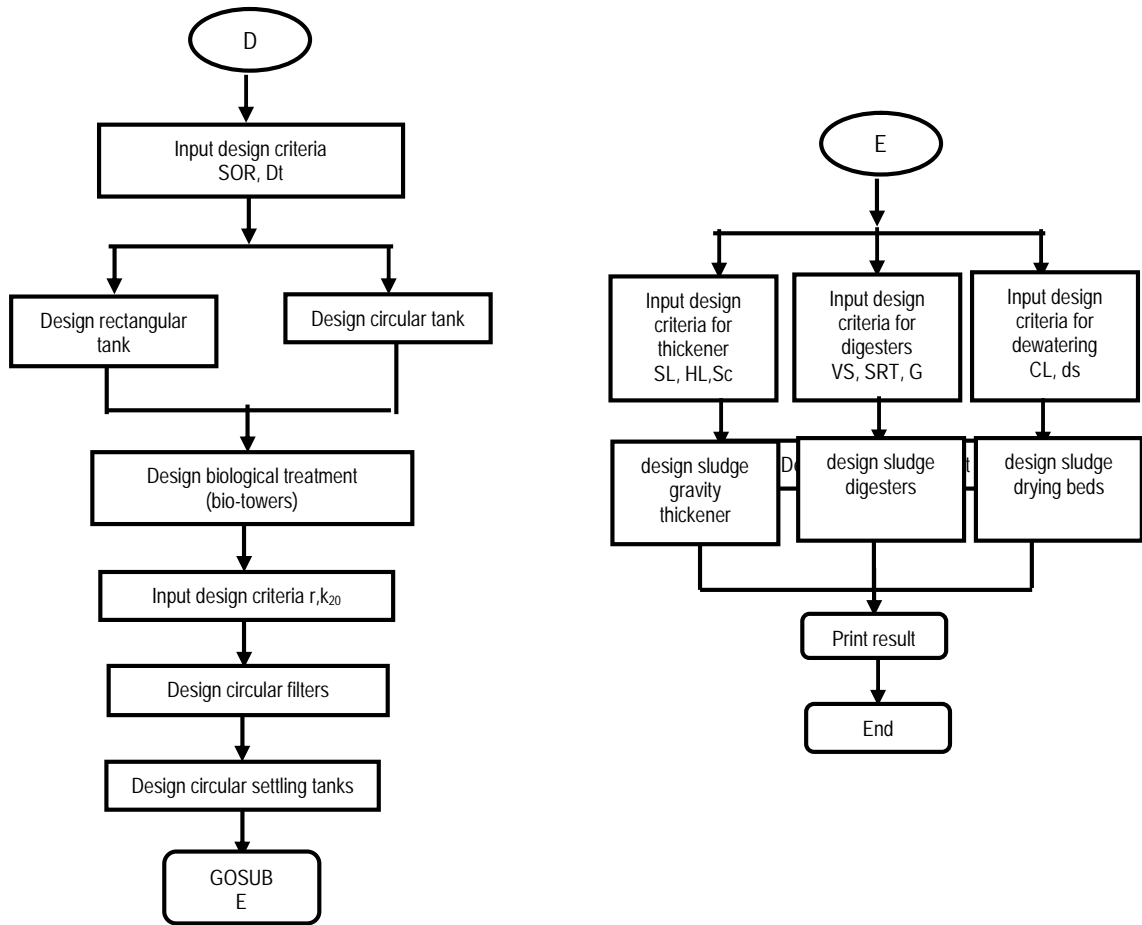 D
Input design criteria
SOR, Dt
Design rectangular
tank
Design circular tank
Design biological treatment
(bio-towers)
Input design criteria r,k₂₀
Design circular filters
Design circular settling tanks
GOSUB
E
E
Input design
criteria for
thickener
SL, HL,Sc
Input design
criteria for
digesters
VS, SRT, G
Input design
criteria for
dewatering
CL, ds
design sludge
gravity
thickener
design sludge
digesters
design sludge
drying beds
Print result
End